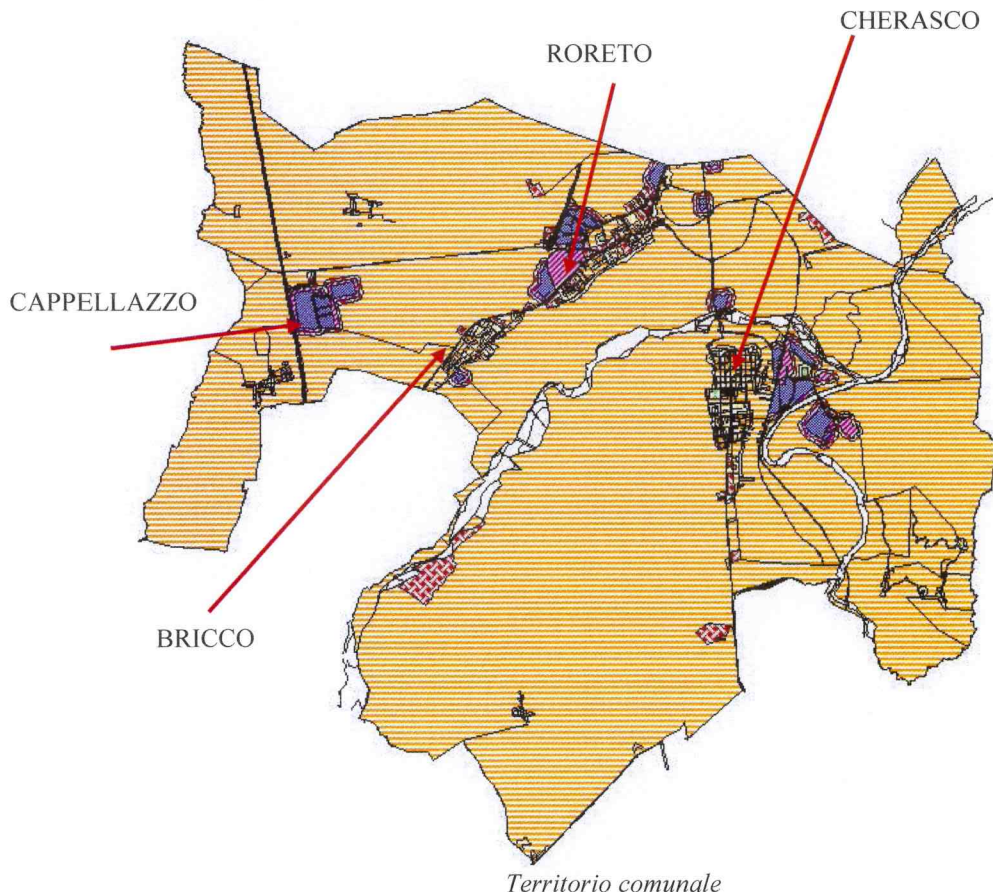 CHERASCO
RORETO
CAPPELLAZZO
BRICCO
Territorio comunale